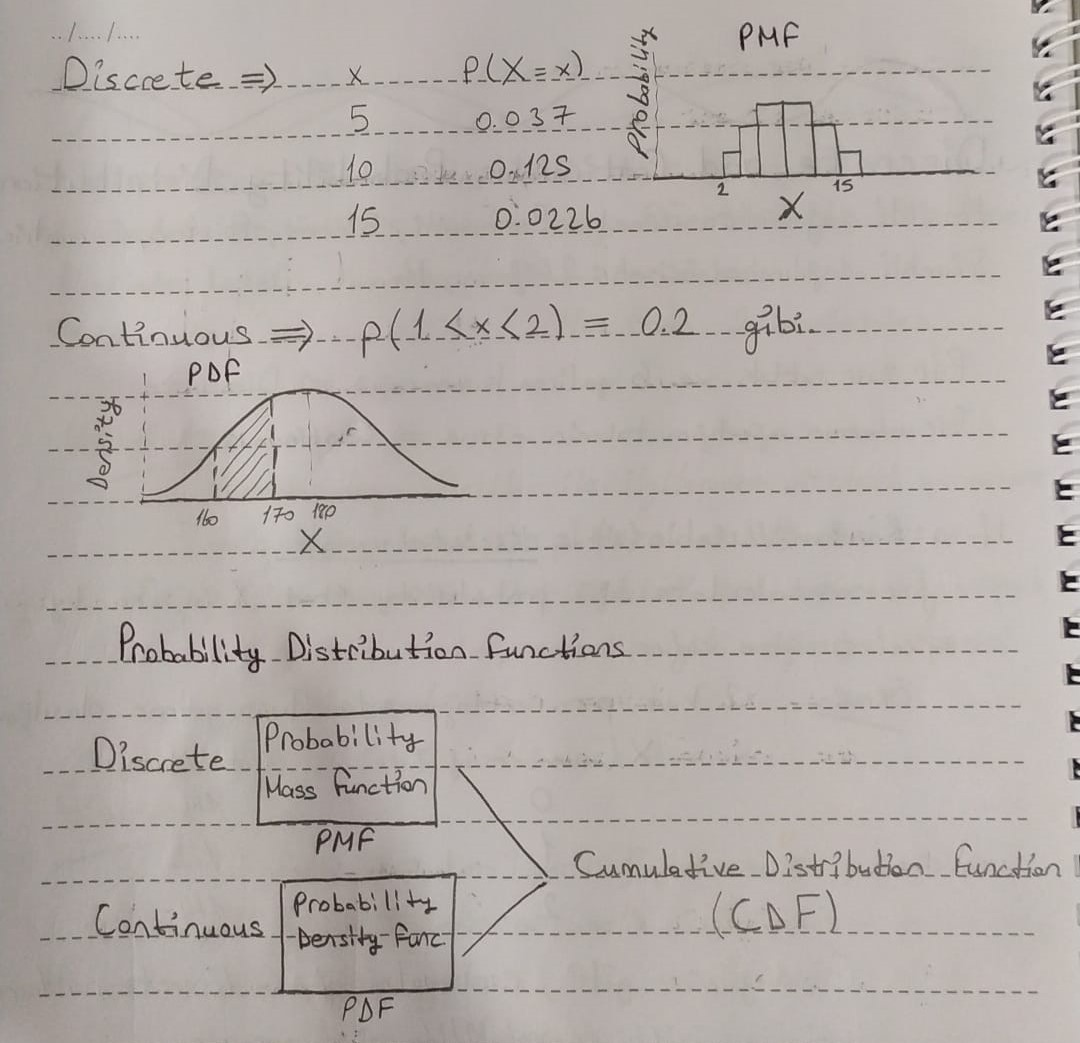 ../..../....
Discrete => x P(X=x)
5 0.037
10 0.125
15 0.0226
PMF
Probability
2 15
X
Continuous => p(1<x<2) = 0.2 gibi.
PDF
Density
160 170 180
X
Probability Distribution functions
Discrete
Probability
Mass function
PMF
Continuous
Probability
Density func.
PDF
Cumulative Distribution Function
(CDF)